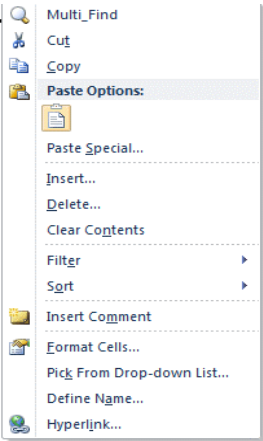 Multi_Find
Cut
Copy
Paste Options:
Paste Special...
Insert...
Delete...
Clear Contents
Filter
Sort
Insert Comment
Format Cells...
Pick From Drop-down List...
Define Name...
Hyperlink...